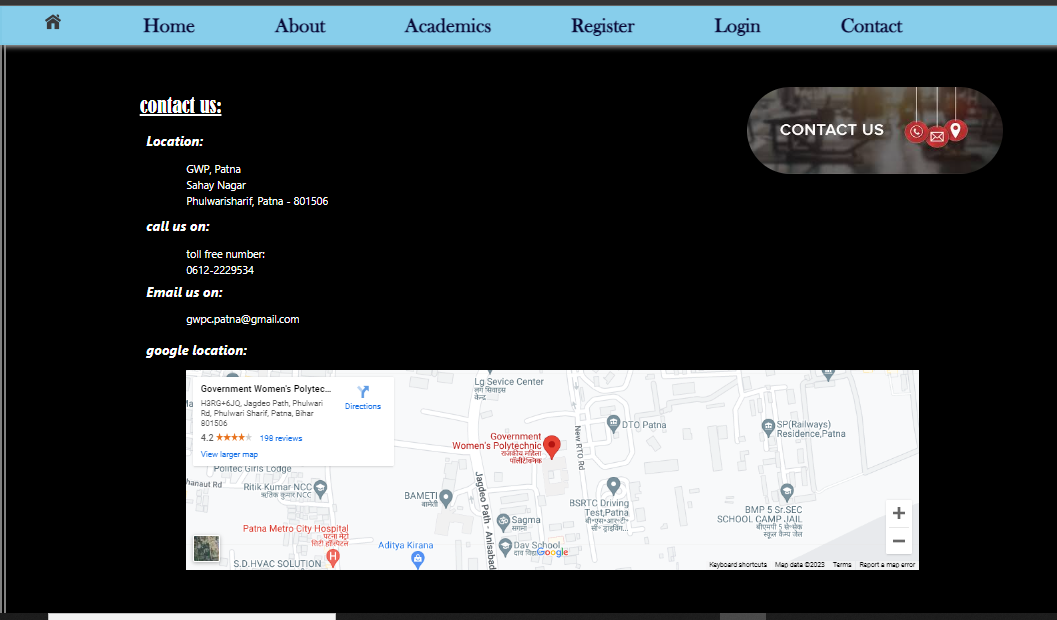 Home About Academics Register Login Contact
contact us:
CONTACT US
Location:
GWP, Patna
Sahay Nagar
Phulwarisharif, Patna - 801506
call us on:
toll free number:
0612-2229534
Email us on:
gwpc.patna@gmail.com
google location:
Government Women's Polytec...
H3RG+6JQ, Jagdeo Path, Phulwari
Rd, Phulwari Sharif, Patna, Bihar
801506
Directions
4.2 198 reviews
View larger map
Lg Sevice Center
Government
Women's Polytechnic
राजकीय महिला
पॉलिटेक्निक
New RTO Rd
DTO Patna
SP(Railways)
Residence,Patna
Politec Girls Lodge
Ritik Kumar NCC
ऋतिक कुमार NCC
BAMETI
बामेती
Jagdeo Path - Anisabad
BSRTC Driving
Test,Patna
BMP 5 Sr.SEC
SCHOOL CAMP JAIL
Sagma
सगमा
Patna Metro City Hospital
पटना मेट्रो
सिटी हॉस्पिटल
Aditya Kirana
Day School
Google
S.D.HVAC SOLUTION
Keyboard shortcuts Map data ©2023 Terms Report a map error